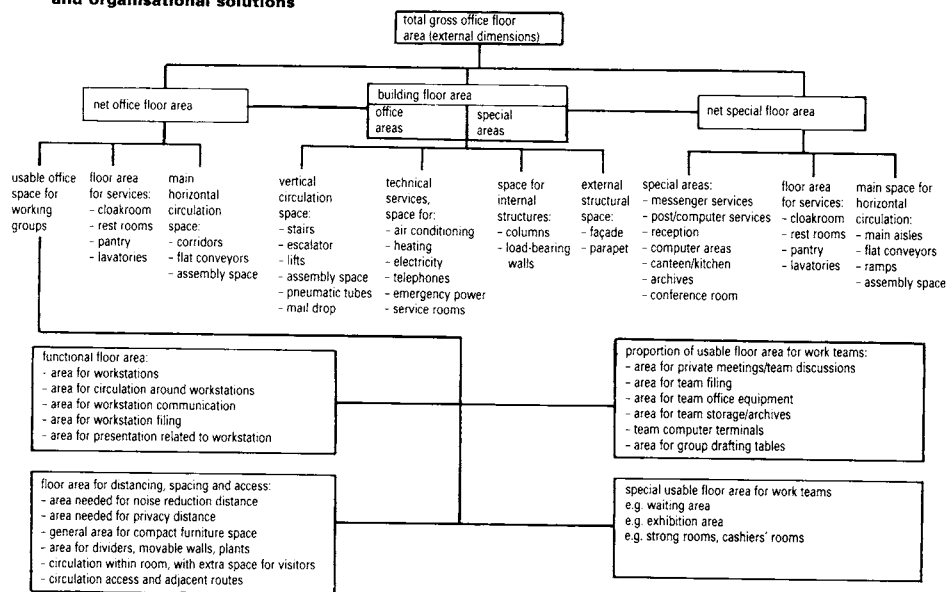 and organisational solutions
total gross office floor
area (external dimensions)
net office floor area
building floor area
office
areas
special
areas
net special floor area
usable office
space for
working
groups
floor area
for services:
- cloakroom
- rest rooms
- pantry
- lavatories
main
horizontal
circulation
space:
- corridors
- flat conveyors
- assembly space
vertical
circulation
space:
- stairs
- escalator
- lifts
- assembly space
- pneumatic tubes
- mail drop
technical
services,
space for:
- air conditioning
- heating
- electricity
- telephones
- emergency power
- service rooms
space for
internal
structures:
- columns
- load-bearing
walls
external
structural
space:
- façade
- parapet
special areas:
- messenger services
- post/computer services
- reception
- computer areas
- canteen/kitchen
- archives
- conference room
floor area
for services:
- cloakroom
- rest rooms
- pantry
- lavatories
main space for
horizontal
circulation:
- main aisles
- flat conveyors
- ramps
- assembly space
functional floor area:
- area for workstations
- area for circulation around workstations
- area for workstation communication
- area for workstation filing
- area for presentation related to workstation
proportion of usable floor area for work teams:
- area for private meetings/team discussions
- area for team filing
- area for team office equipment
- area for team storage/archives
- team computer terminals
- area for group drafting tables
floor area for distancing, spacing and access:
- area needed for noise reduction distance
- area needed for privacy distance
- general area for compact furniture space
- area for dividers, movable walls, plants
- circulation within room, with extra space for visitors
- circulation access and adjacent routes
special usable floor area for work teams
e.g. waiting area
e.g. exhibition area
e.g. strong rooms, cashiers' rooms